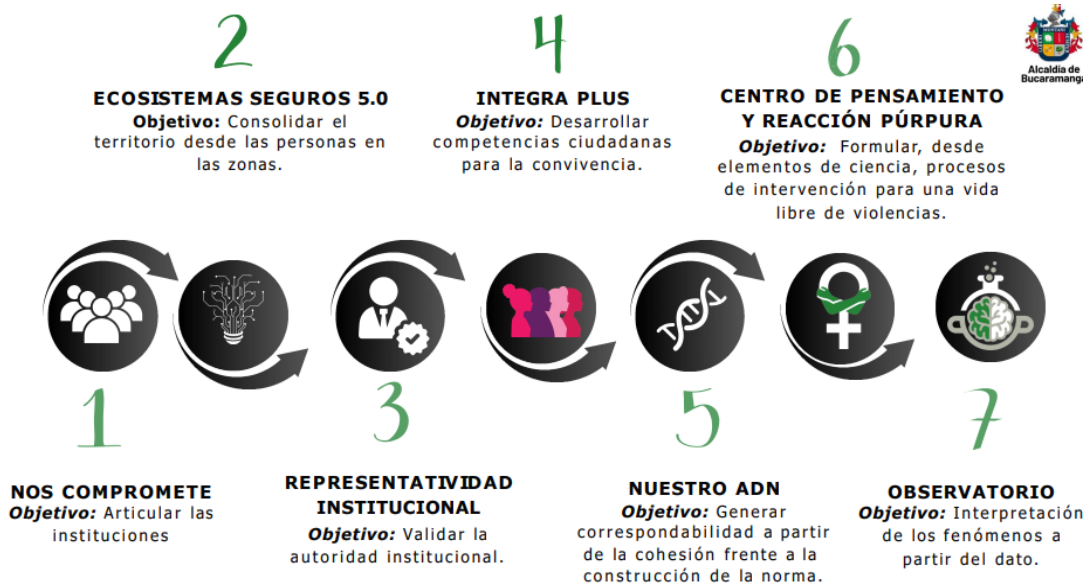 2
ECOSISTEMAS SEGUROS 5.0
Objetivo: Consolidar el
territorio desde las personas en
las zonas.
4
INTEGRA PLUS
Objetivo: Desarrollar
competencias ciudadanas
para la convivencia.
6
CENTRO DE PENSAMIENTO
Y REACCIÓN PÚRPURA
Objetivo: Formular, desde
elementos de ciencia, procesos
de intervención para una vida
libre de violencias.
Alcaldía de
Bucaramanga
1
NOS COMPROMETE
Objetivo: Articular las
instituciones
3
REPRESENTATIVIDAD
INSTITUCIONAL
Objetivo: Validar la
autoridad institucional.
5
NUESTRO ADN
Objetivo: Generar
correspondabilidad a partir
de la cohesión frente a la
construcción de la norma.
7
OBSERVATORIO
Objetivo: Interpretación
de los fenómenos a
partir del dato.